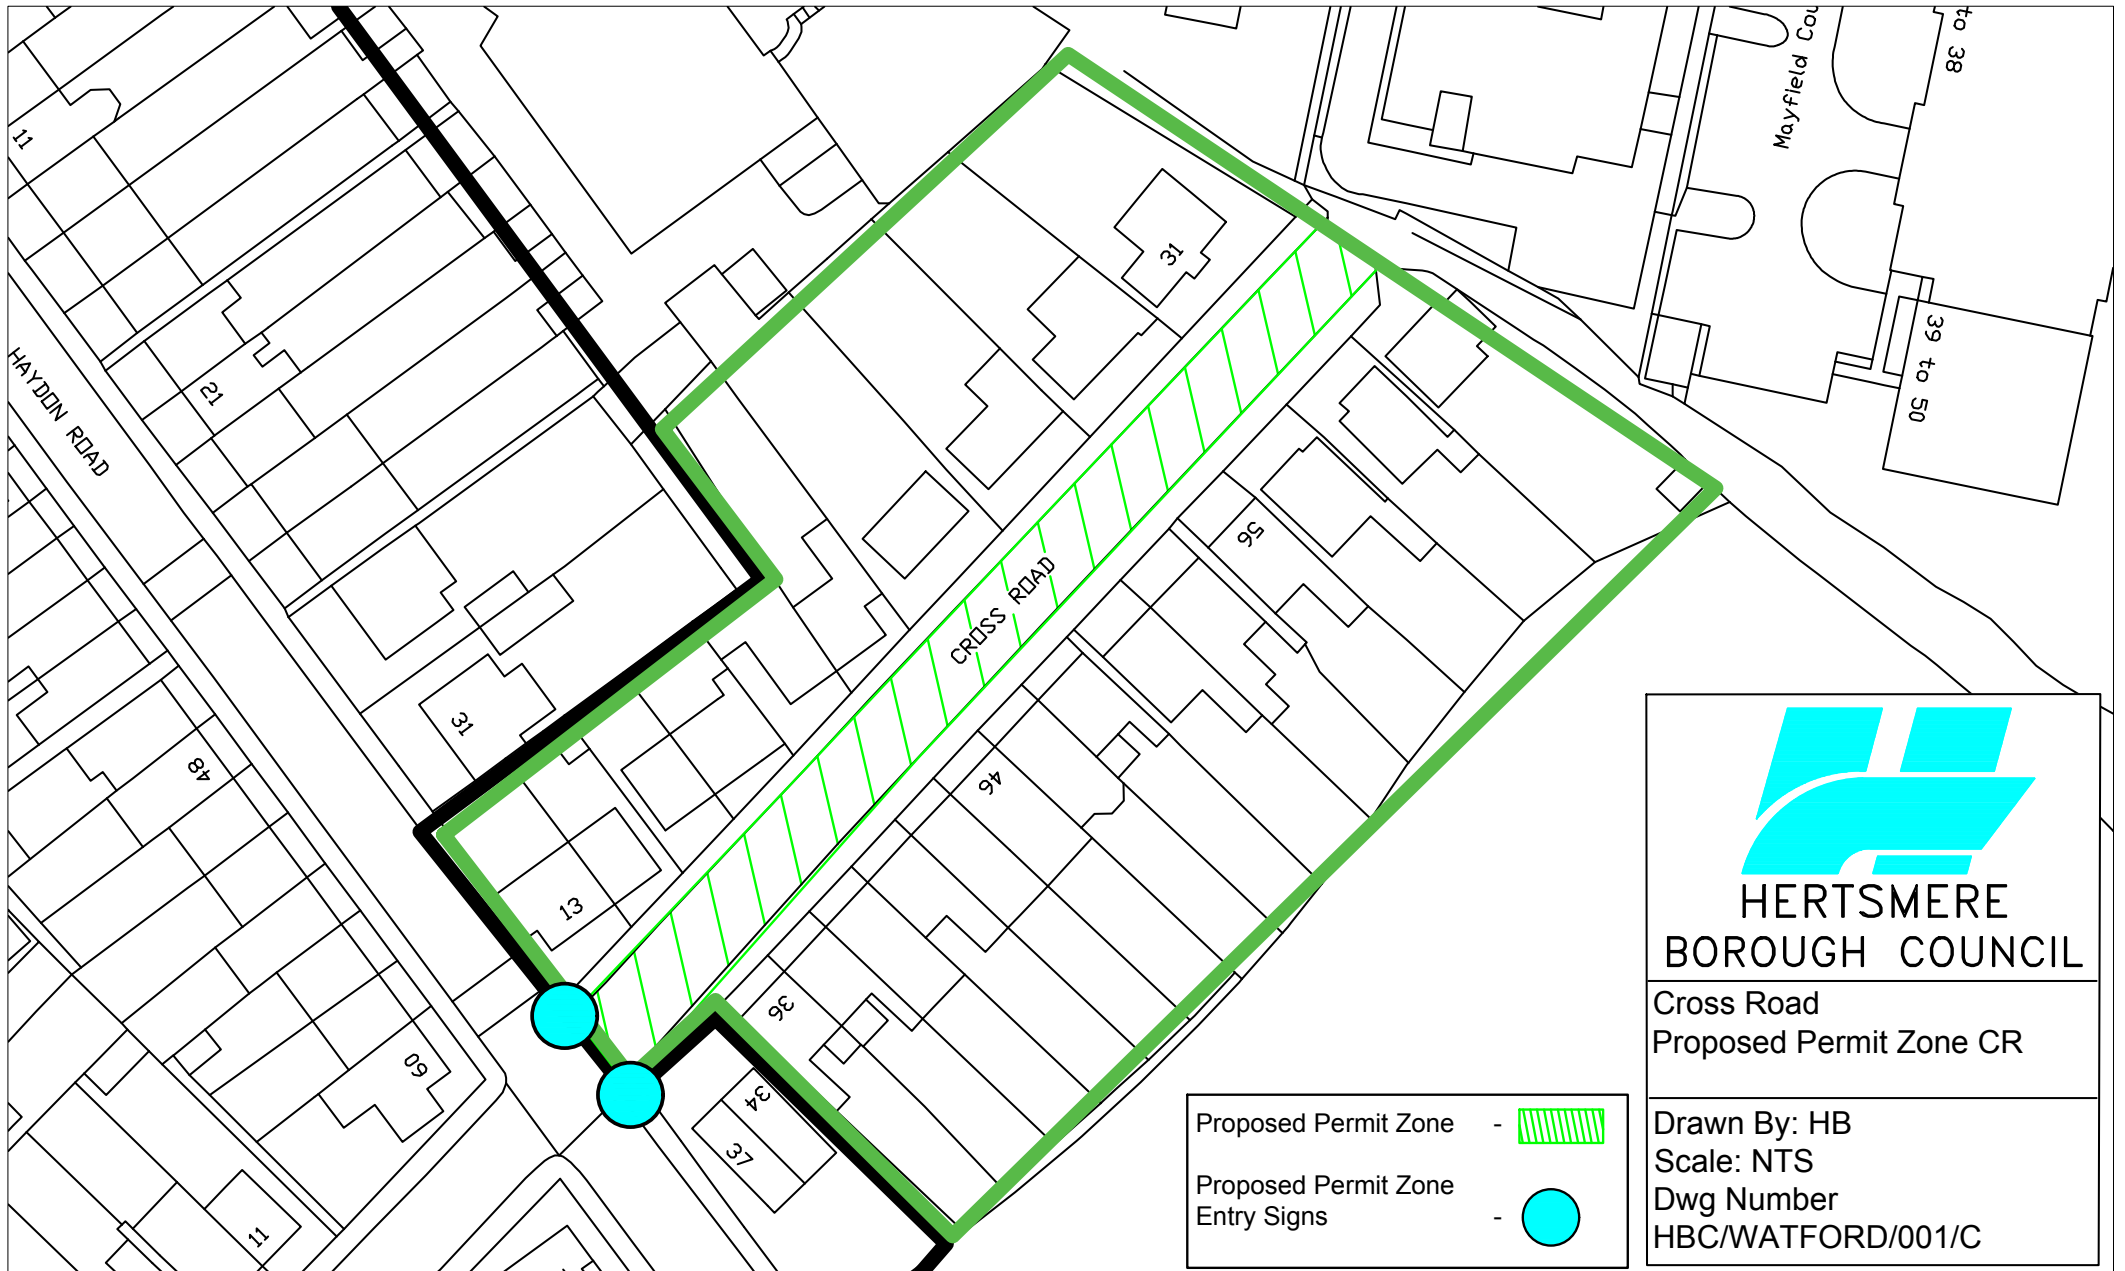 11
HAYDON ROAD
21
31
48
13
60
11
31
CROSS ROAD
56
46
36
34
37
Mayfield Cou
to 38
39 to 50
HERTSMERE
BOROUGH COUNCIL
Cross Road
Proposed Permit Zone CR
Drawn By: HB
Scale: NTS
Dwg Number
HBC/WATFORD/001/C
Proposed Permit Zone -
Proposed Permit Zone
Entry Signs -